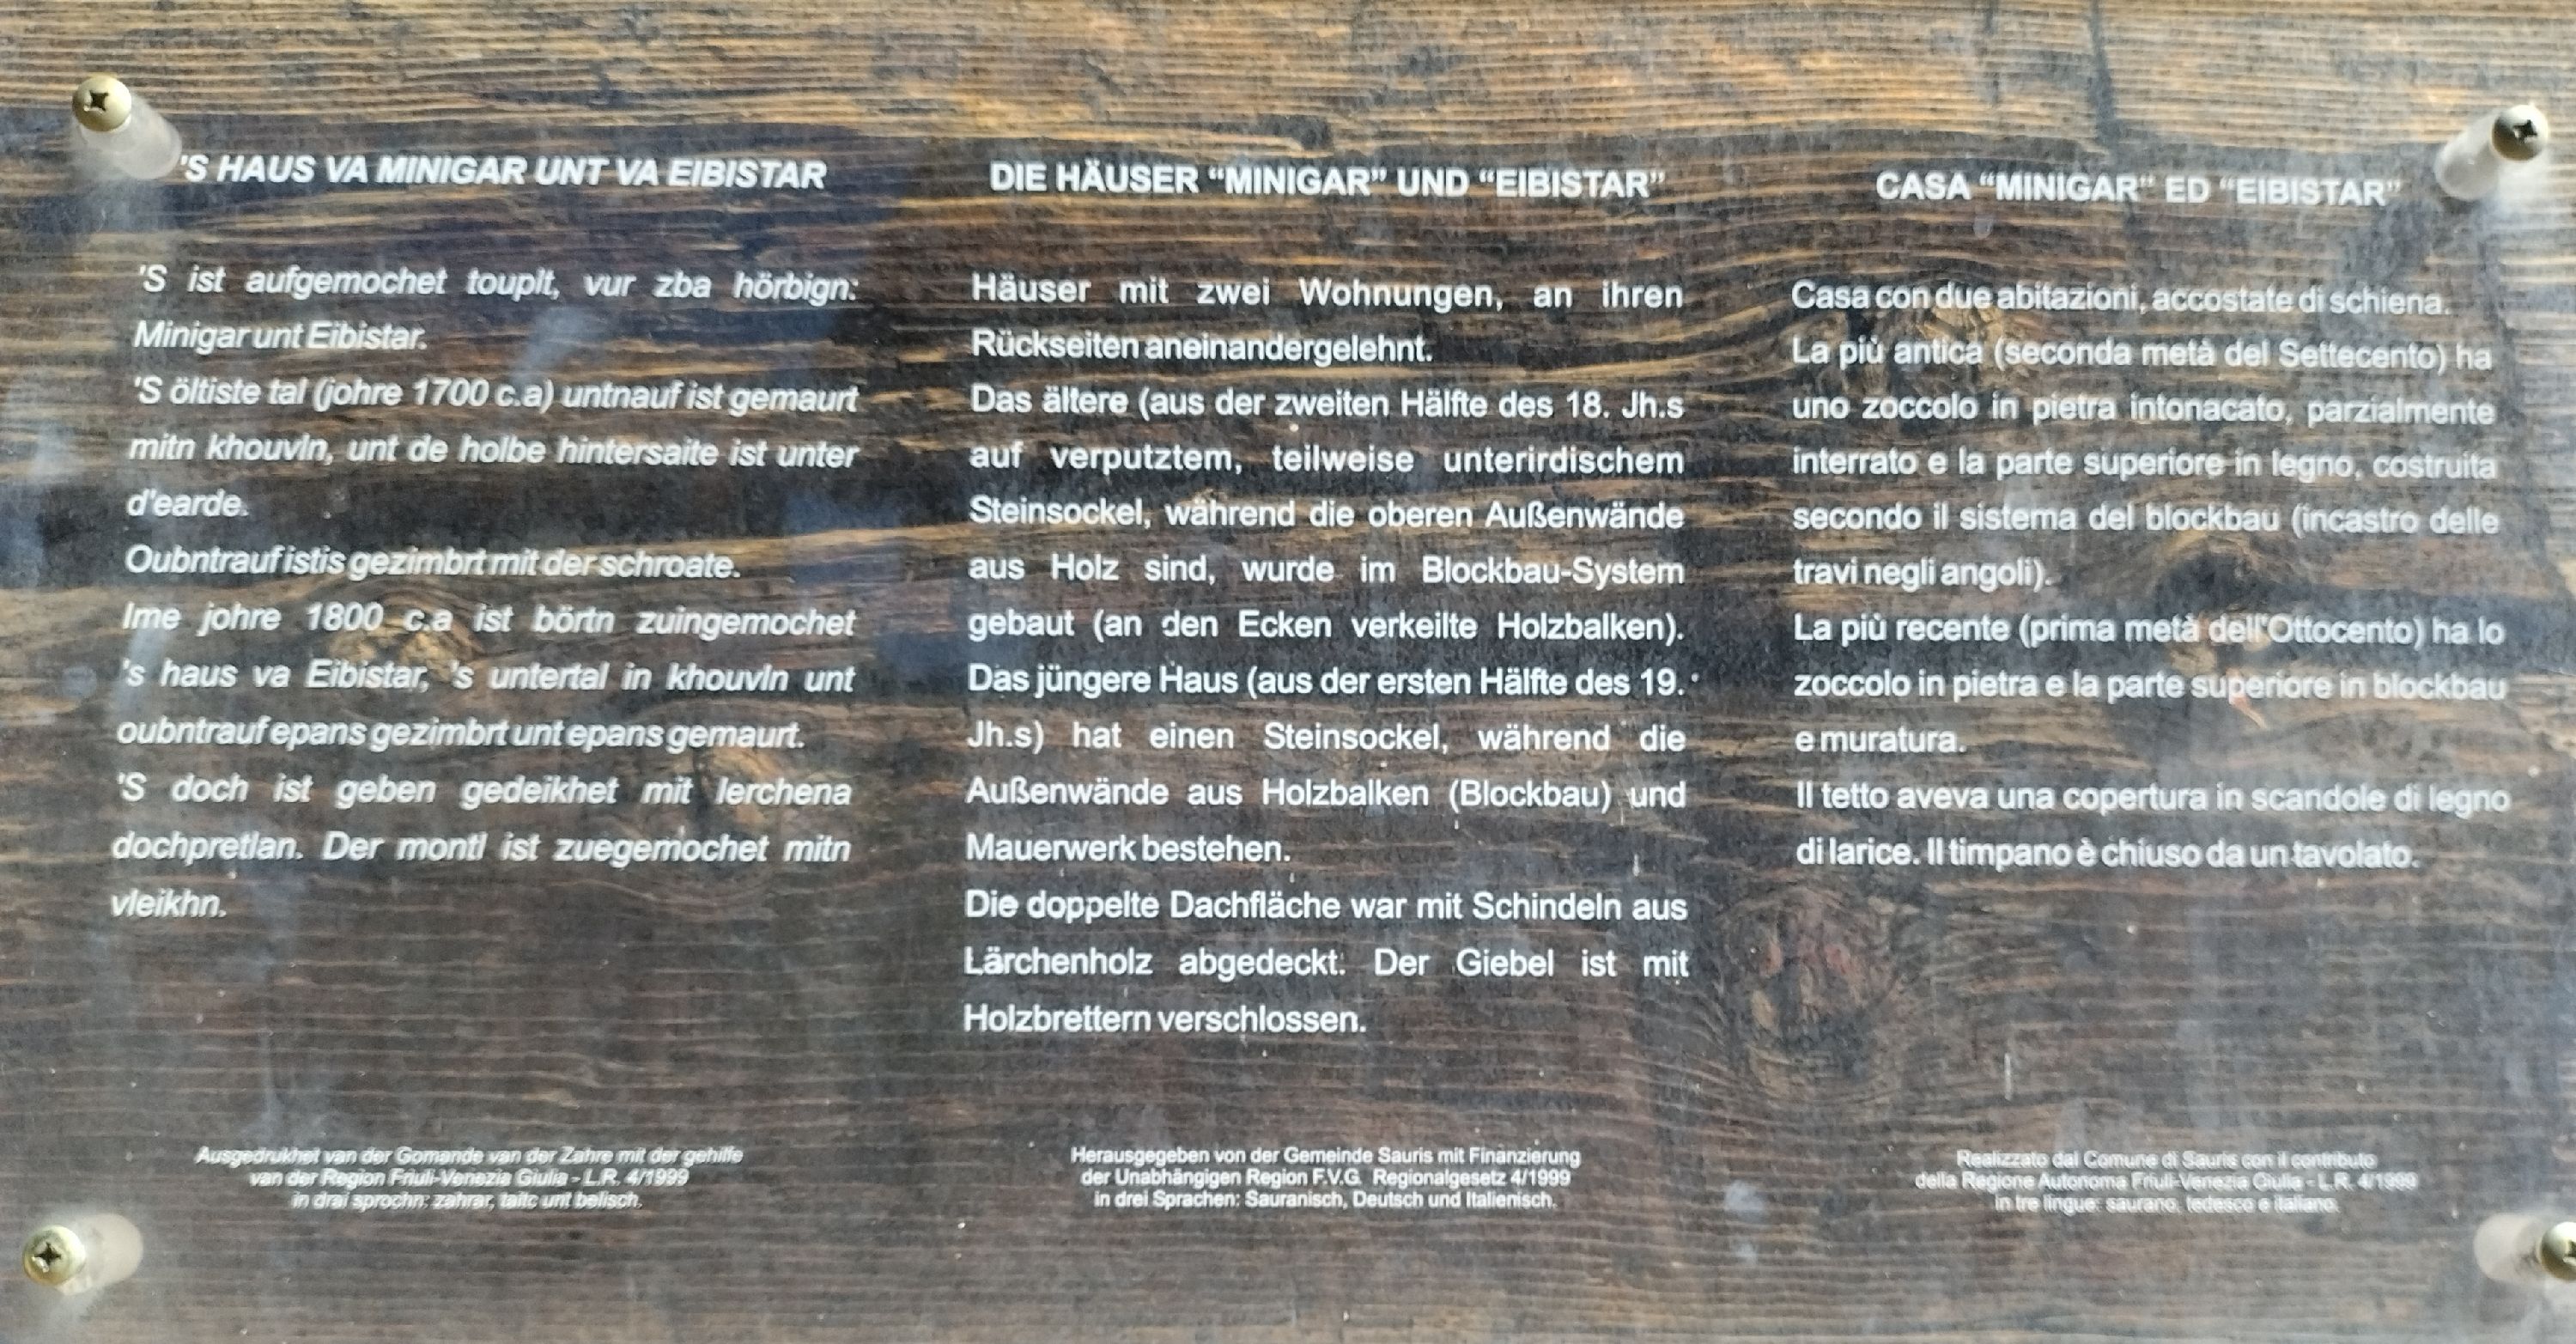 'S HAUS VA MINIGAR UNT VA EIBISTAR
'S ist aufgemochet touplt, vur zba hörbign:
Minigar unt Eibistar.
'S öltiste tal (johre 1700 c.a) untnauf ist gemaurt
mitn khouvln, unt de holbe hintersaite ist unter
d'earde.
Oubntrauf istis gezimbrt mit der schroate.
Ime johre 1800 c.a ist börtn zuingemochet
's haus va Eibistar, 's untertal in khouvln unt
oubntrauf epans gezimbrt unt epans gemaurt.
'S doch ist geben gedeikhet mit lerchena
dochpretlan. Der montl ist zuegemochet mitn
vleikhn.
Ausgedrukhet van der Gomande van der Zahre mit der gehilfe
van der Region Friuli-Venezia Giulia - L.R. 4/1999
in drai sprochn: zahrar, taitc unt belisch.
DIE HÄUSER “MINIGAR” UND “EIBISTAR”
Häuser mit zwei Wohnungen, an ihren
Rückseiten aneinandergelehnt.
Das ältere (aus der zweiten Hälfte des 18. Jh.s
auf verputztem, teilweise unterirdischem
Steinsockel, während die oberen Außenwände
aus Holz sind, wurde im Blockbau-System
gebaut (an den Ecken verkeilte Holzbalken).
Das jüngere Haus (aus der ersten Hälfte des 19.
Jh.s) hat einen Steinsockel, während die
Außenwände aus Holzbalken (Blockbau) und
Mauerwerk bestehen.
Die doppelte Dachfläche war mit Schindeln aus
Lärchenholz abgedeckt. Der Giebel ist mit
Holzbrettern verschlossen.
Herausgegeben von der Gemeinde Sauris mit Finanzierung
der Unabhängigen Region F.V.G. Regionalgesetz 4/1999
in drei Sprachen: Sauranisch, Deutsch und Italienisch.
CASA “MINIGAR” ED “EIBISTAR”
Casa con due abitazioni, accostate di schiena.
La più antica (seconda metà del Settecento) ha
uno zoccolo in pietra intonacato, parzialmente
interrato e la parte superiore in legno, costruita
secondo il sistema del blockbau (incastro delle
travi negli angoli).
La più recente (prima metà dell'Ottocento) ha lo
zoccolo in pietra e la parte superiore in blockbau
e muratura.
Il tetto aveva una copertura in scandole di legno
di larice. Il timpano è chiuso da un tavolato.
Realizzato dal Comune di Sauris con il contributo
della Regione Autonoma Friuli-Venezia Giulia - L.R. 4/1999
in tre lingue: saurano, tedesco e italiano.